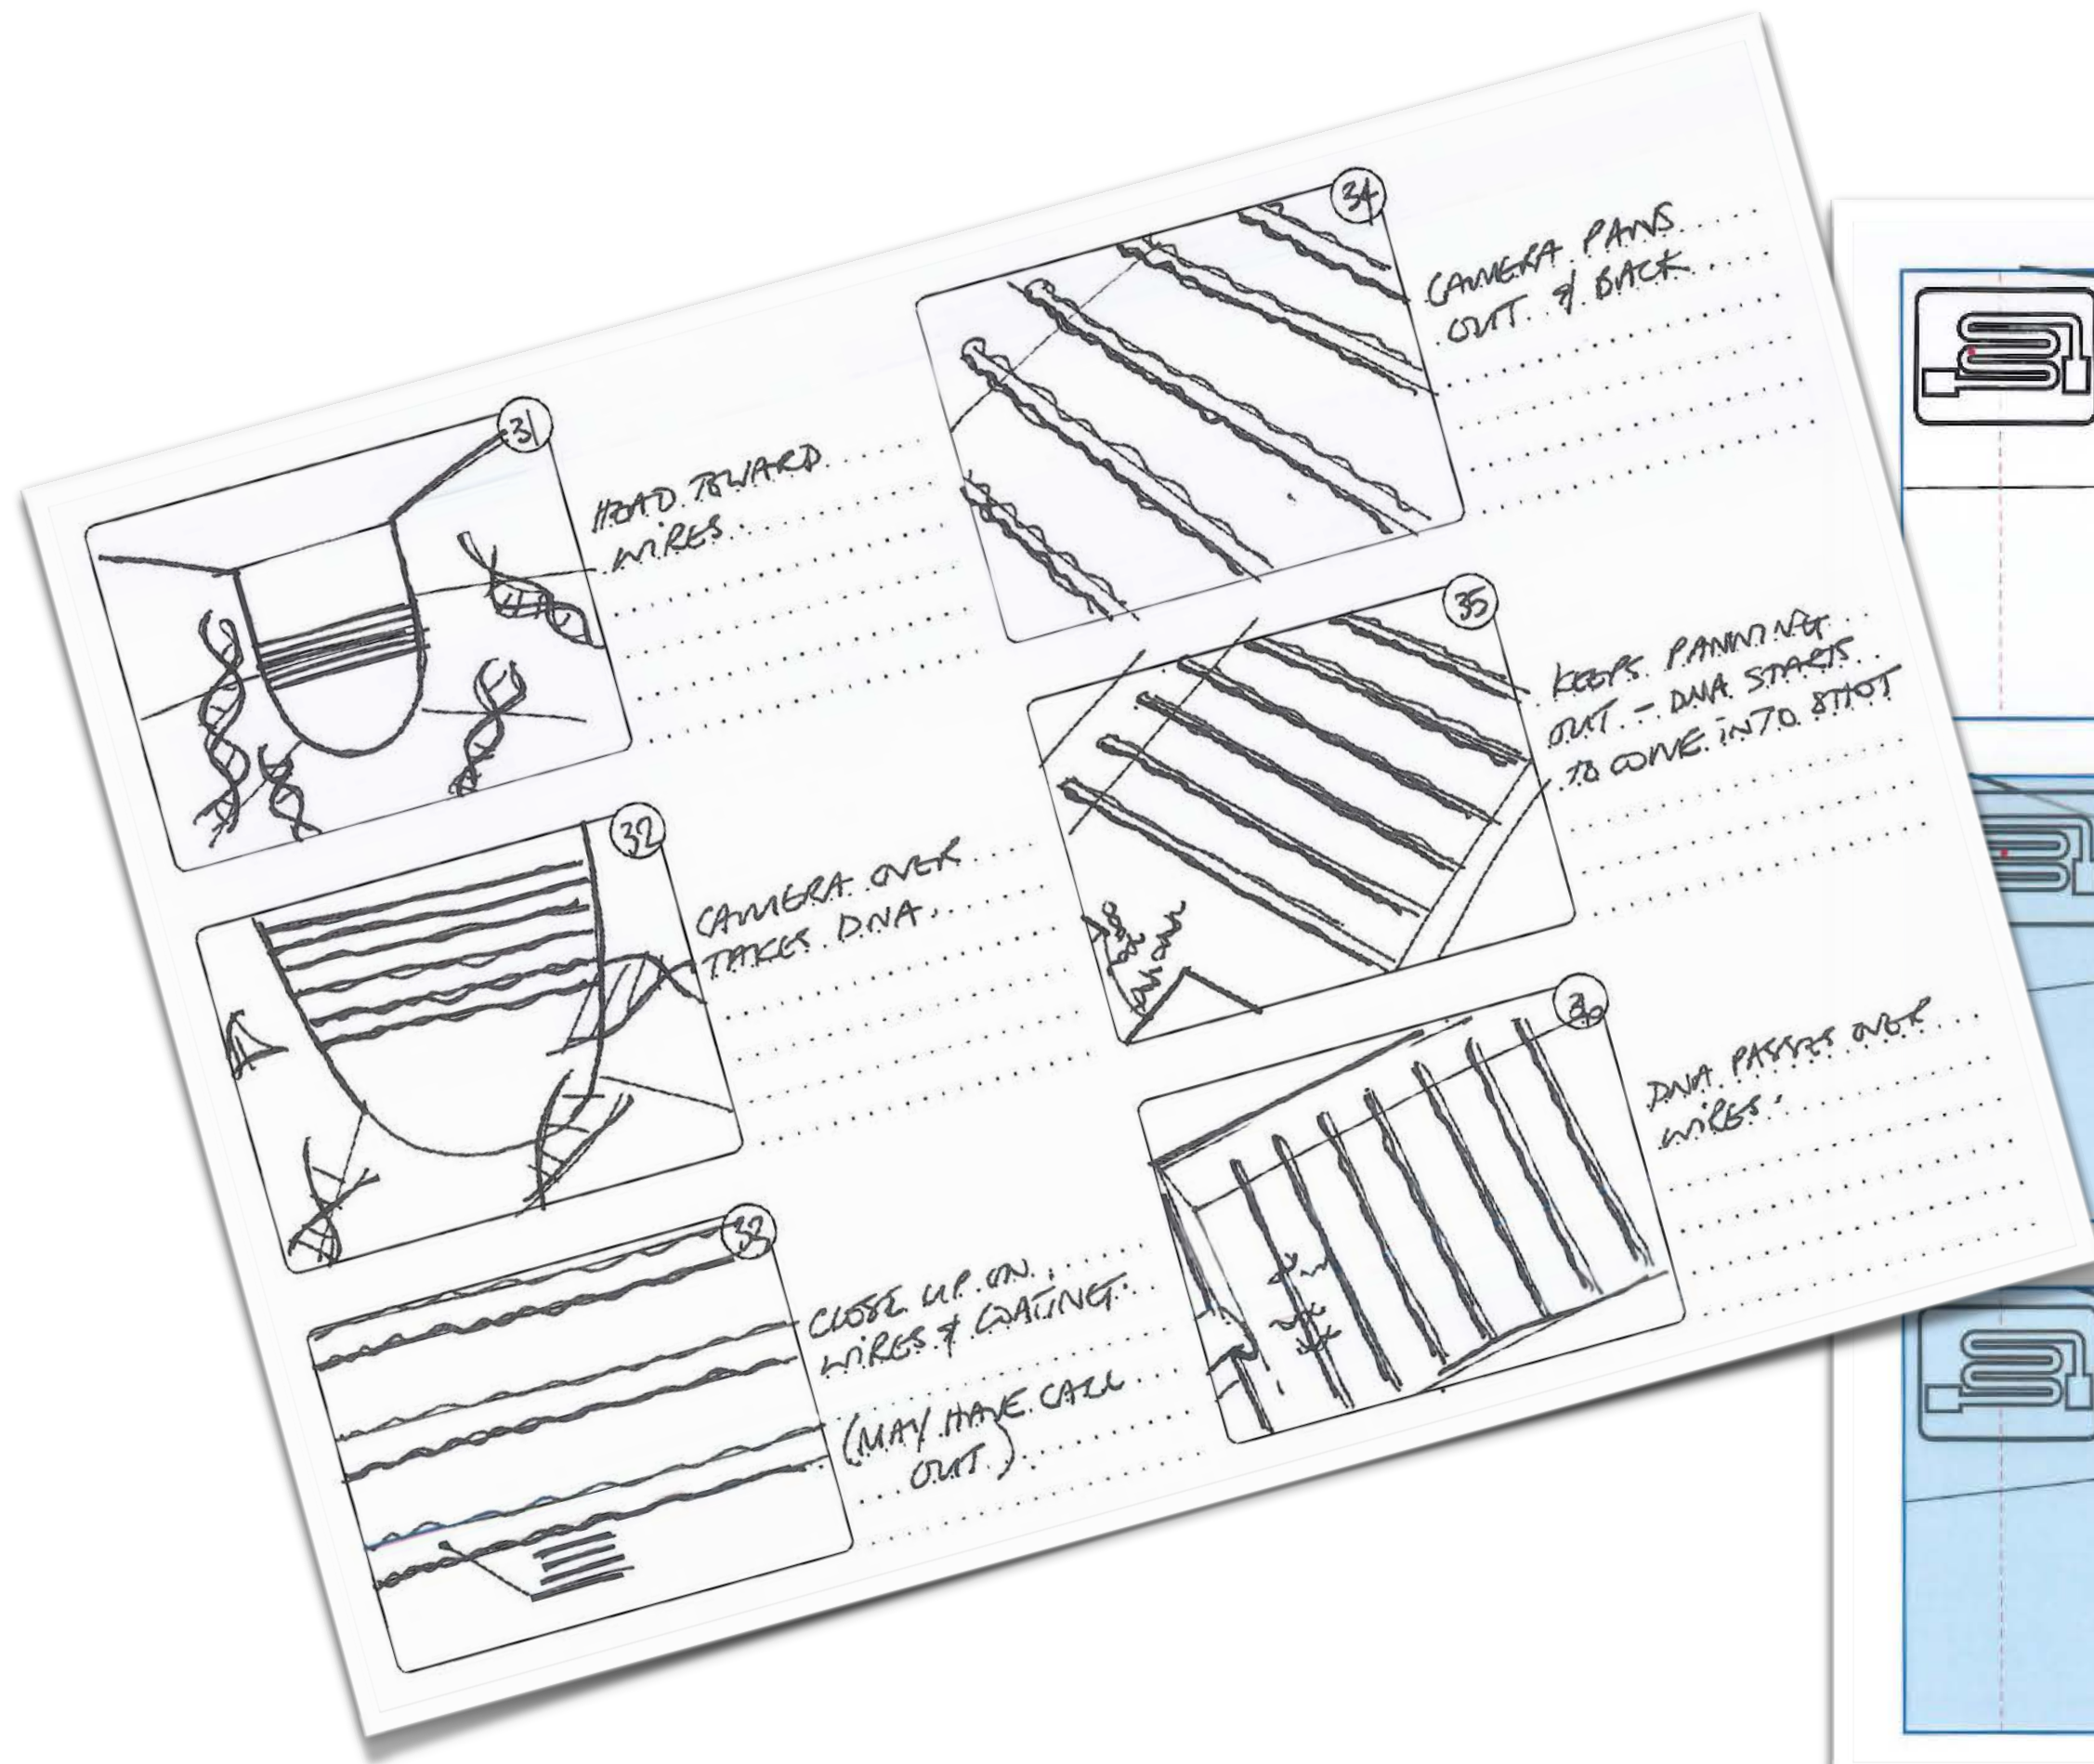 31
HEAD TOWARD
WIRES.
32
CAMERA OVER
TAKES DNA.
33
CLOSE UP ON
WIRES & COATING.
(MAY HAVE CALL
OUT)
34
CAMERA PANS
OUT & BACK
35
KEEPS PANNING
OUT - DNA STARTS
TO COME INTO SHOT
36
DNA PASSES OVER
WIRES.